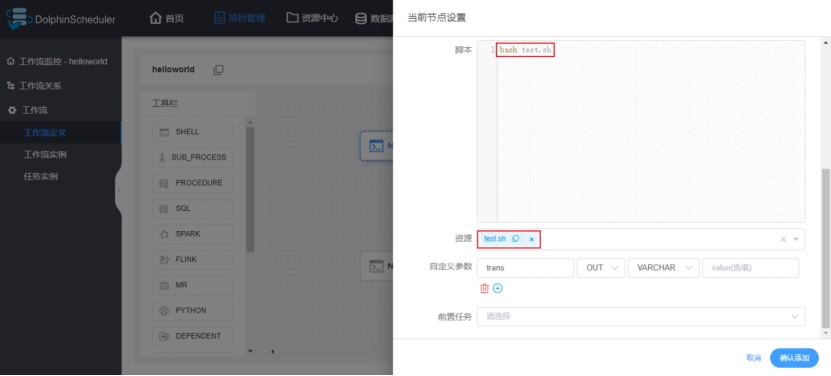 DolphinScheduler
首页
项目管理
资源中心
数据
当前节点设置
工作流监控 - helloworld
工作流关系
工作流
工作流定义
工作流实例
任务实例
helloworld
工具栏
SHELL
SUB_PROCESS
PROCEDURE
SQL
SPARK
FLINK
MR
PYTHON
DEPENDENT
N
N
脚本
1 bash test.sh
资源
test.sh
自定义参数
trans
OUT
VARCHAR
value(选填)
前置任务
请选择
取消
确认添加